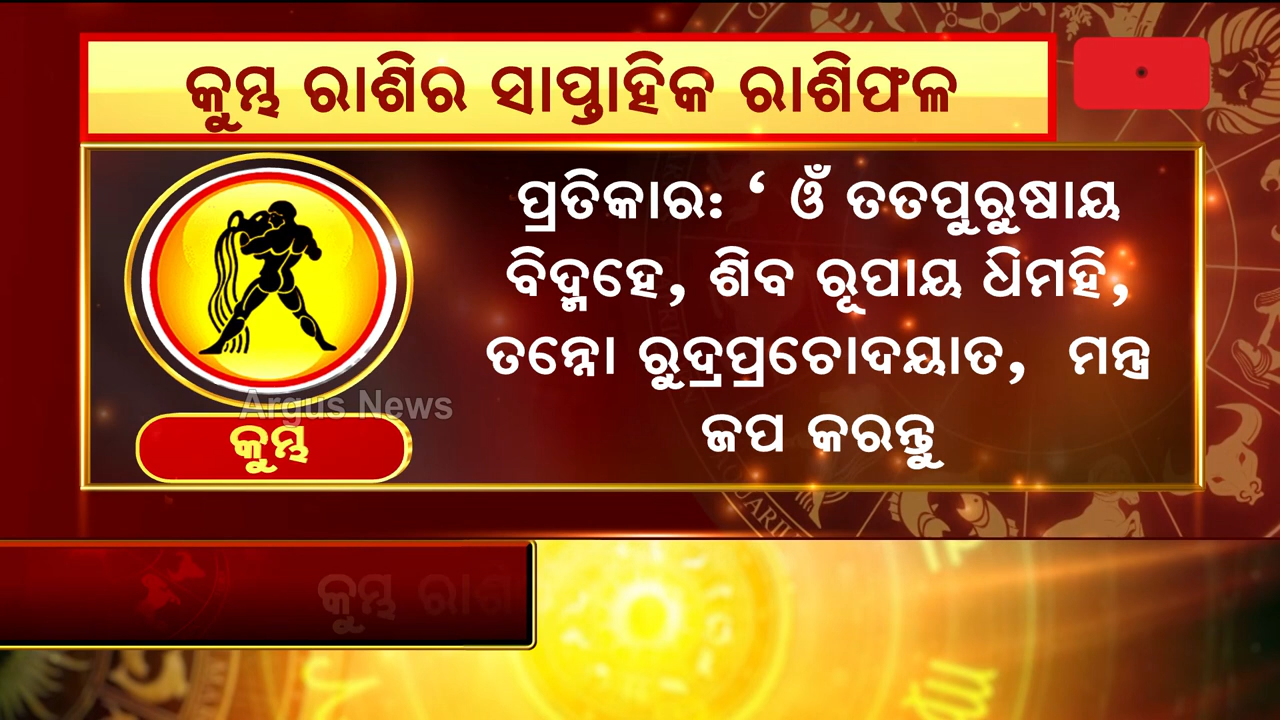 କୁମ୍ଭ ରାଶିର ସାପ୍ତାହିକ ରାଶିଫଳ
ପ୍ରତିକାର: ‘ ଓଁ ତତପୁରୁଷାୟ
ବିଦ୍ମହେ, ଶିବ ରୂପାୟ ଧିମହି,
ତନ୍ନୋ ରୁଦ୍ରପ୍ରଚୋଦୟାତ, ମନ୍ତ୍ର
ଜପ କରନ୍ତୁ
Argus News
କୁମ୍ଭ
କୁମ୍ଭ ରାଶି